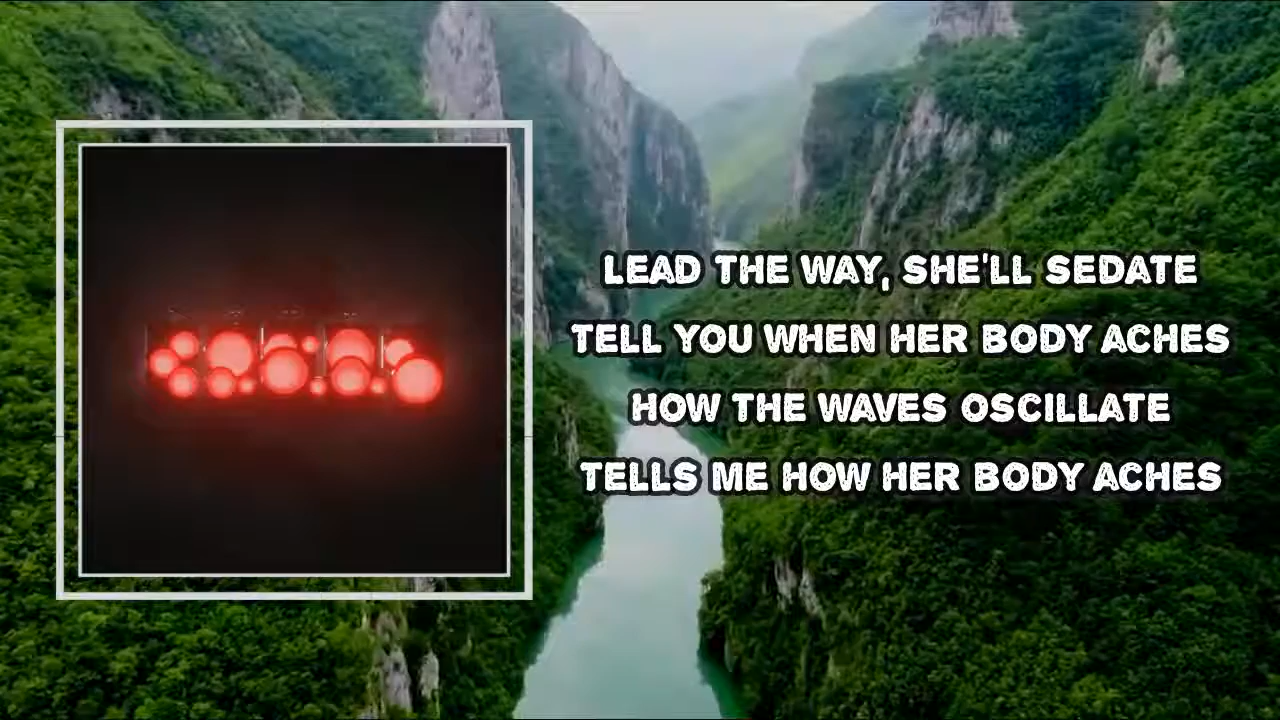 LEAD THE WAY, SHE'LL SEDATE
TELL YOU WHEN HER BODY ACHES
HOW THE WAVES OSCILLATE
TELLS ME HOW HER BODY ACHES